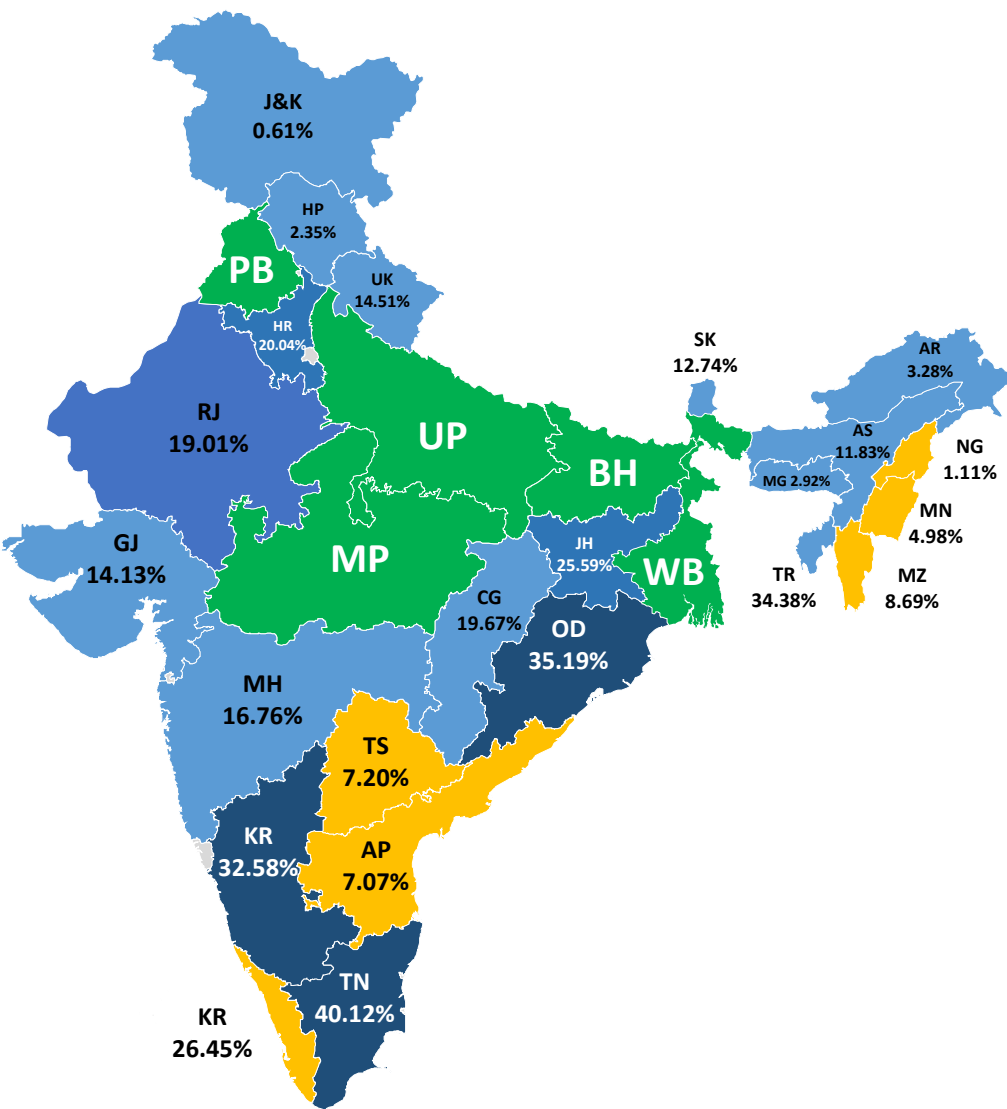 J&K
0.61%
HP
2.35%
PB
UK
14.51%
HR
20.04%
SK
12.74%
AR
3.28%
RJ
19.01%
UP
AS
11.83%
NG
1.11%
BH
MG 2.92%
MN
4.98%
GJ
14.13%
MP
JH
25.59%
WB
TR
34.38%
MZ
8.69%
CG
19.67%
OD
35.19%
MH
16.76%
TS
7.20%
KR
32.58%
AP
7.07%
TN
40.12%
KR
26.45%